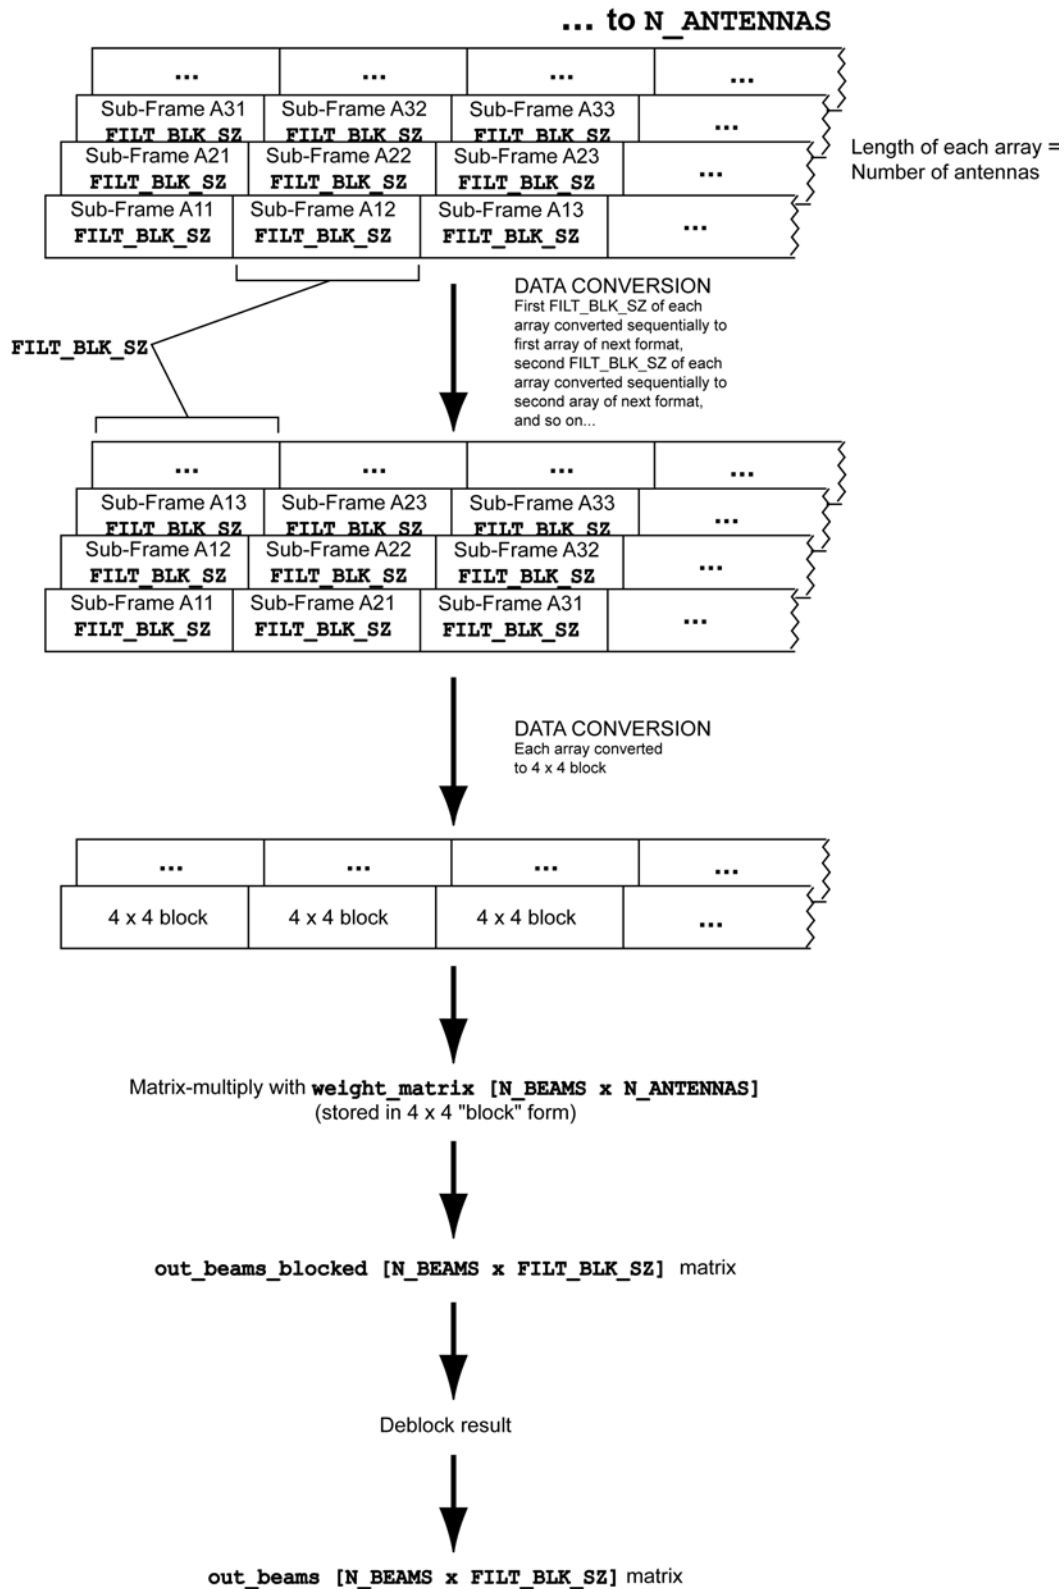 ... to N_ANTENNAS
... ... ... ...
Sub-Frame A31 Sub-Frame A32 Sub-Frame A33
FILT_BLK_SZ FILT_BLK_SZ FILT_BLK_SZ ...
Sub-Frame A21 Sub-Frame A22 Sub-Frame A23
FILT_BLK_SZ FILT_BLK_SZ FILT_BLK_SZ ...
Sub-Frame A11 Sub-Frame A12 Sub-Frame A13
FILT_BLK_SZ FILT_BLK_SZ FILT_BLK_SZ ...
Length of each array =
Number of antennas
DATA CONVERSION
First FILT_BLK_SZ of each
array converted sequentially to
first array of next format,
second FILT_BLK_SZ of each
array converted sequentially to
second aray of next format,
and so on...
FILT_BLK_SZ
... ... ... ...
Sub-Frame A13 Sub-Frame A23 Sub-Frame A33
FILT_BLK_SZ FILT_BLK_SZ FILT_BLK_SZ ...
Sub-Frame A12 Sub-Frame A22 Sub-Frame A32
FILT_BLK_SZ FILT_BLK_SZ FILT_BLK_SZ ...
Sub-Frame A11 Sub-Frame A21 Sub-Frame A31
FILT_BLK_SZ FILT_BLK_SZ FILT_BLK_SZ ...
DATA CONVERSION
Each array converted
to 4 x 4 block
... ... ... ...
4 x 4 block 4 x 4 block 4 x 4 block ...
Matrix-multiply with weight_matrix [N_BEAMS x N_ANTENNAS]
(stored in 4 x 4 "block" form)
out_beams_blocked [N_BEAMS x FILT_BLK_SZ] matrix
Deblock result
out_beams [N_BEAMS x FILT_BLK_SZ] matrix